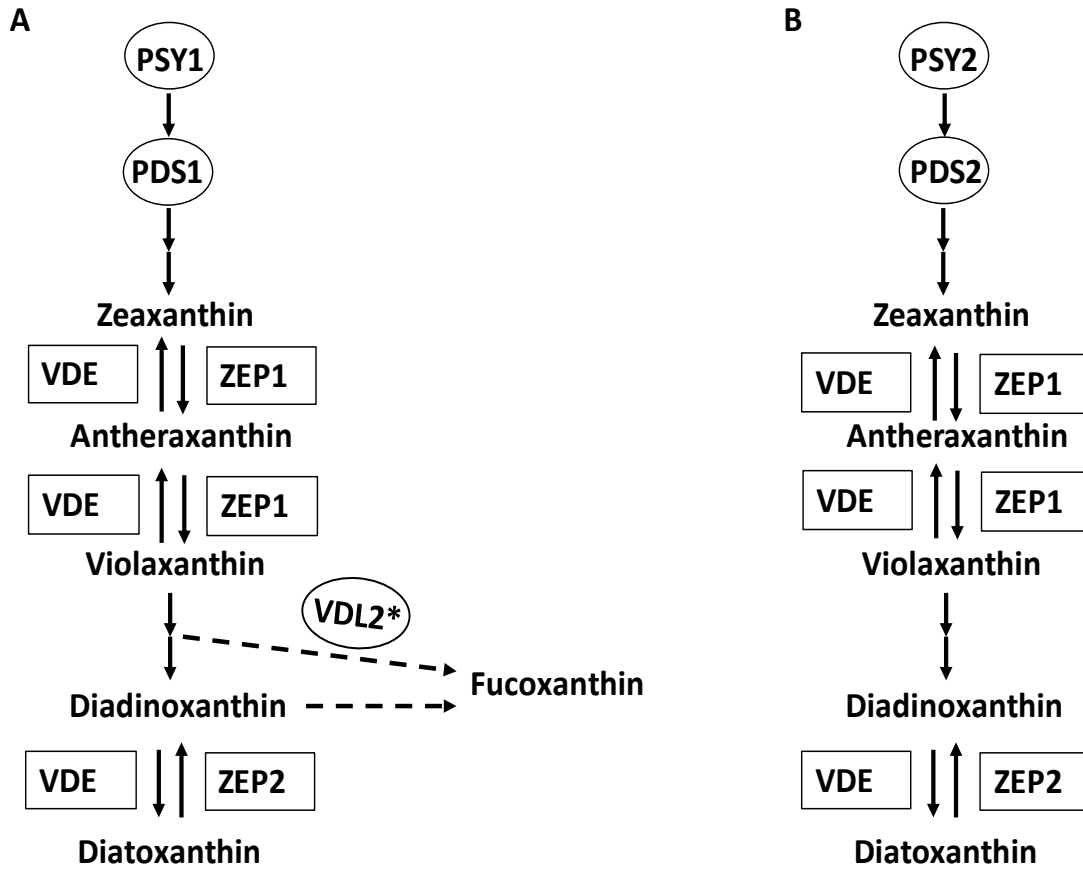 A
PSY1
PDS1
Zeaxanthin
VDE
ZEP1
Antheraxanthin
VDE
ZEP1
Violaxanthin
VDL2*
Fucoxanthin
Diadinoxanthin
VDE
ZEP2
Diatoxanthin
B
PSY2
PDS2
Zeaxanthin
VDE
ZEP1
Antheraxanthin
VDE
ZEP1
Violaxanthin
Diadinoxanthin
VDE
ZEP2
Diatoxanthin